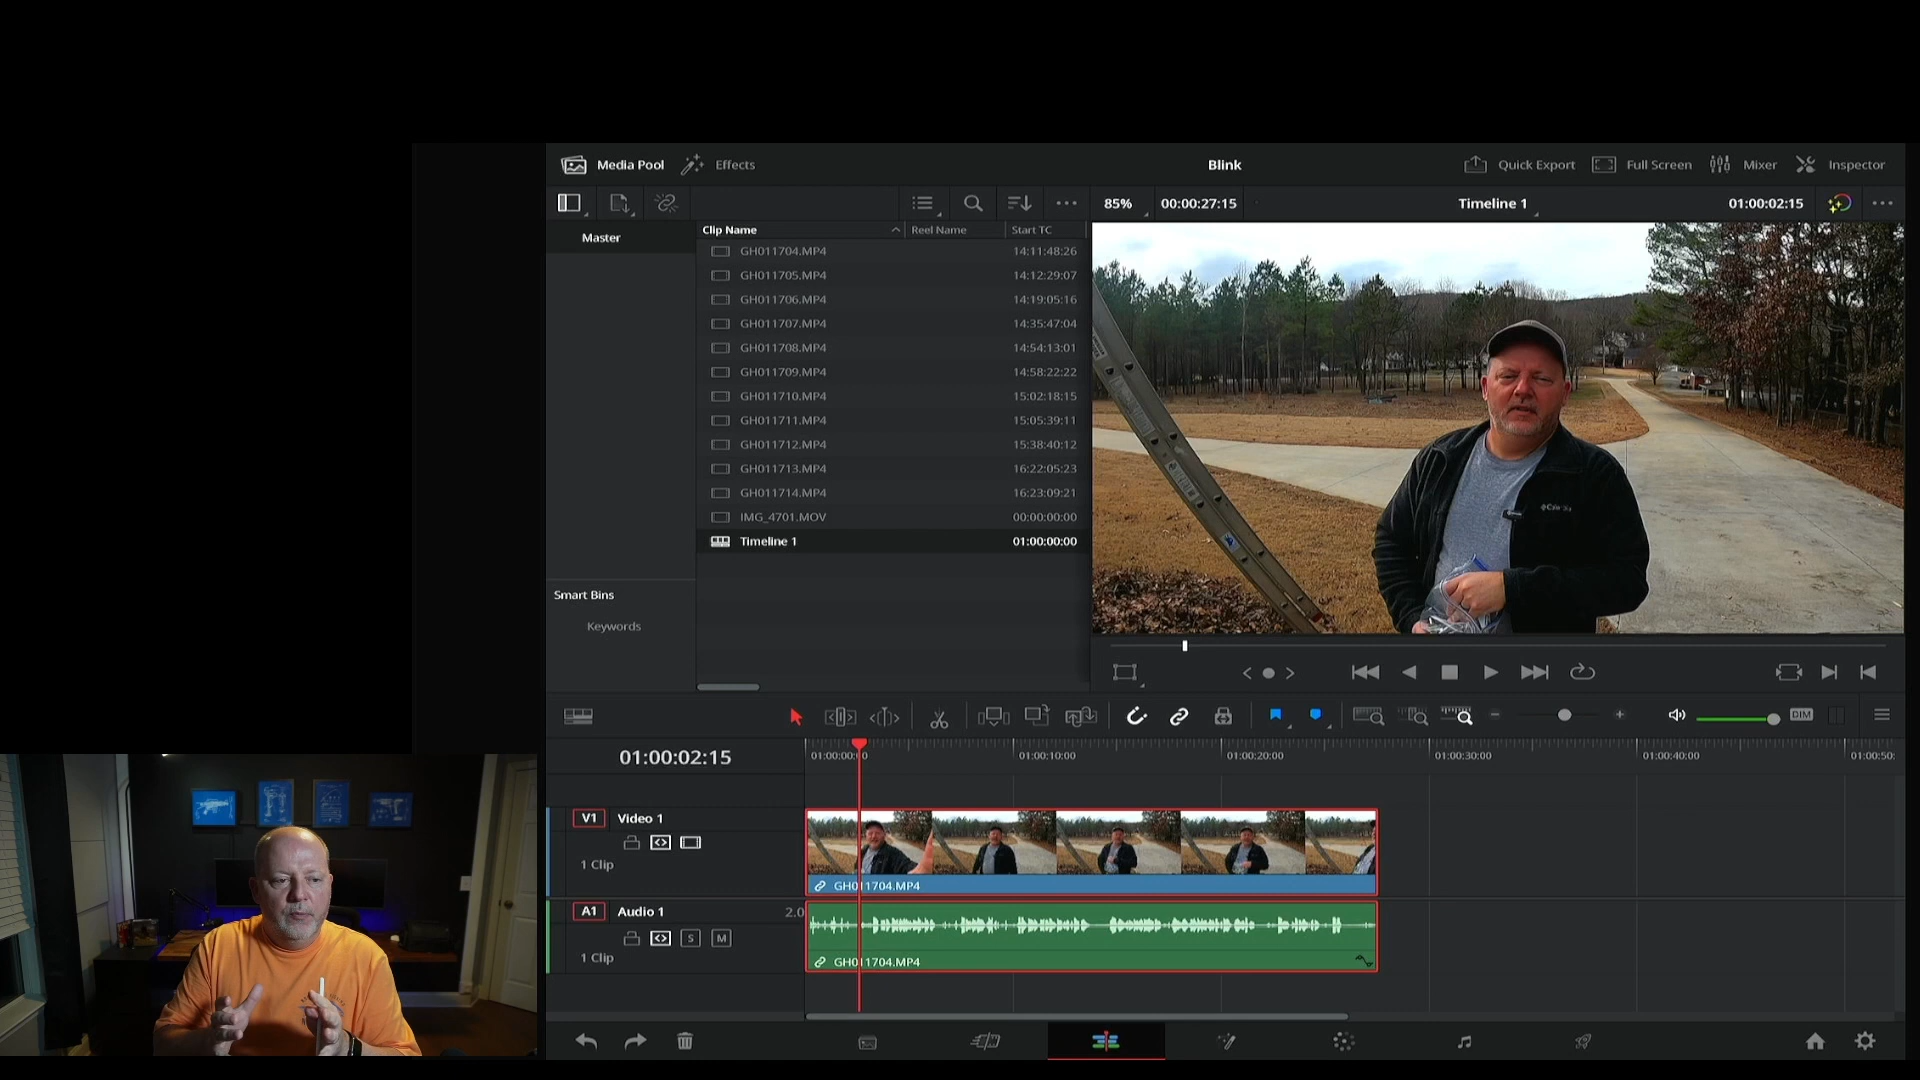 Media Pool Effects Blink Quick Export Full Screen Mixer Inspector
85% 00:00:27:15 Timeline 1 01:00:02:15
Master
Clip Name Reel Name Start TC
GH011704.MP4 14:11:48:26
GH011705.MP4 14:12:29:07
GH011706.MP4 14:19:05:16
GH011707.MP4 14:35:47:04
GH011708.MP4 14:54:13:01
GH011709.MP4 14:58:22:22
GH011710.MP4 15:02:18:15
GH011711.MP4 15:05:39:11
GH011712.MP4 15:38:40:12
GH011713.MP4 16:22:05:23
GH011714.MP4 16:23:09:21
IMG_4701.MOV 00:00:00:00
Timeline 1 01:00:00:00
Smart Bins
Keywords
DIM
01:00:02:15
01:00:10:00 01:00:20:00 01:00:30:00 01:00:40:00 01:00:50:
V1 Video 1
1 Clip
GH011704.MP4
A1 Audio 1 2.0
S M
1 Clip
GH011704.MP4